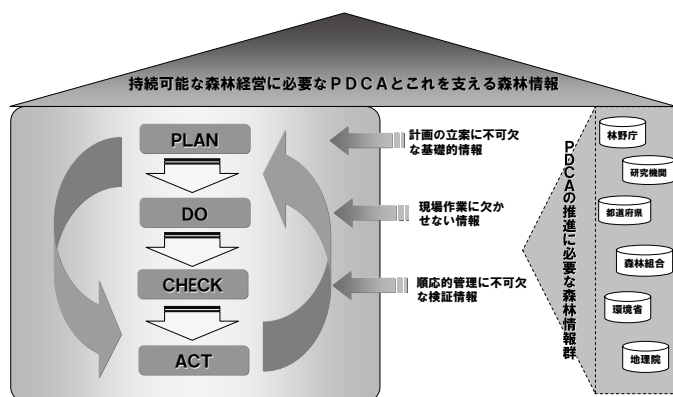 持続可能な森林経営に必要なPDCAとこれを支える森林情報
PLAN
DO
CHECK
ACT
計画の立案に不可欠
な基礎的情報
現場作業に欠か
せない情報
順応的管理に不可欠
な検証情報
PDCAの推進に必要な森林情報群
林野庁
研究機関
都道府県
森林組合
環境省
地理院